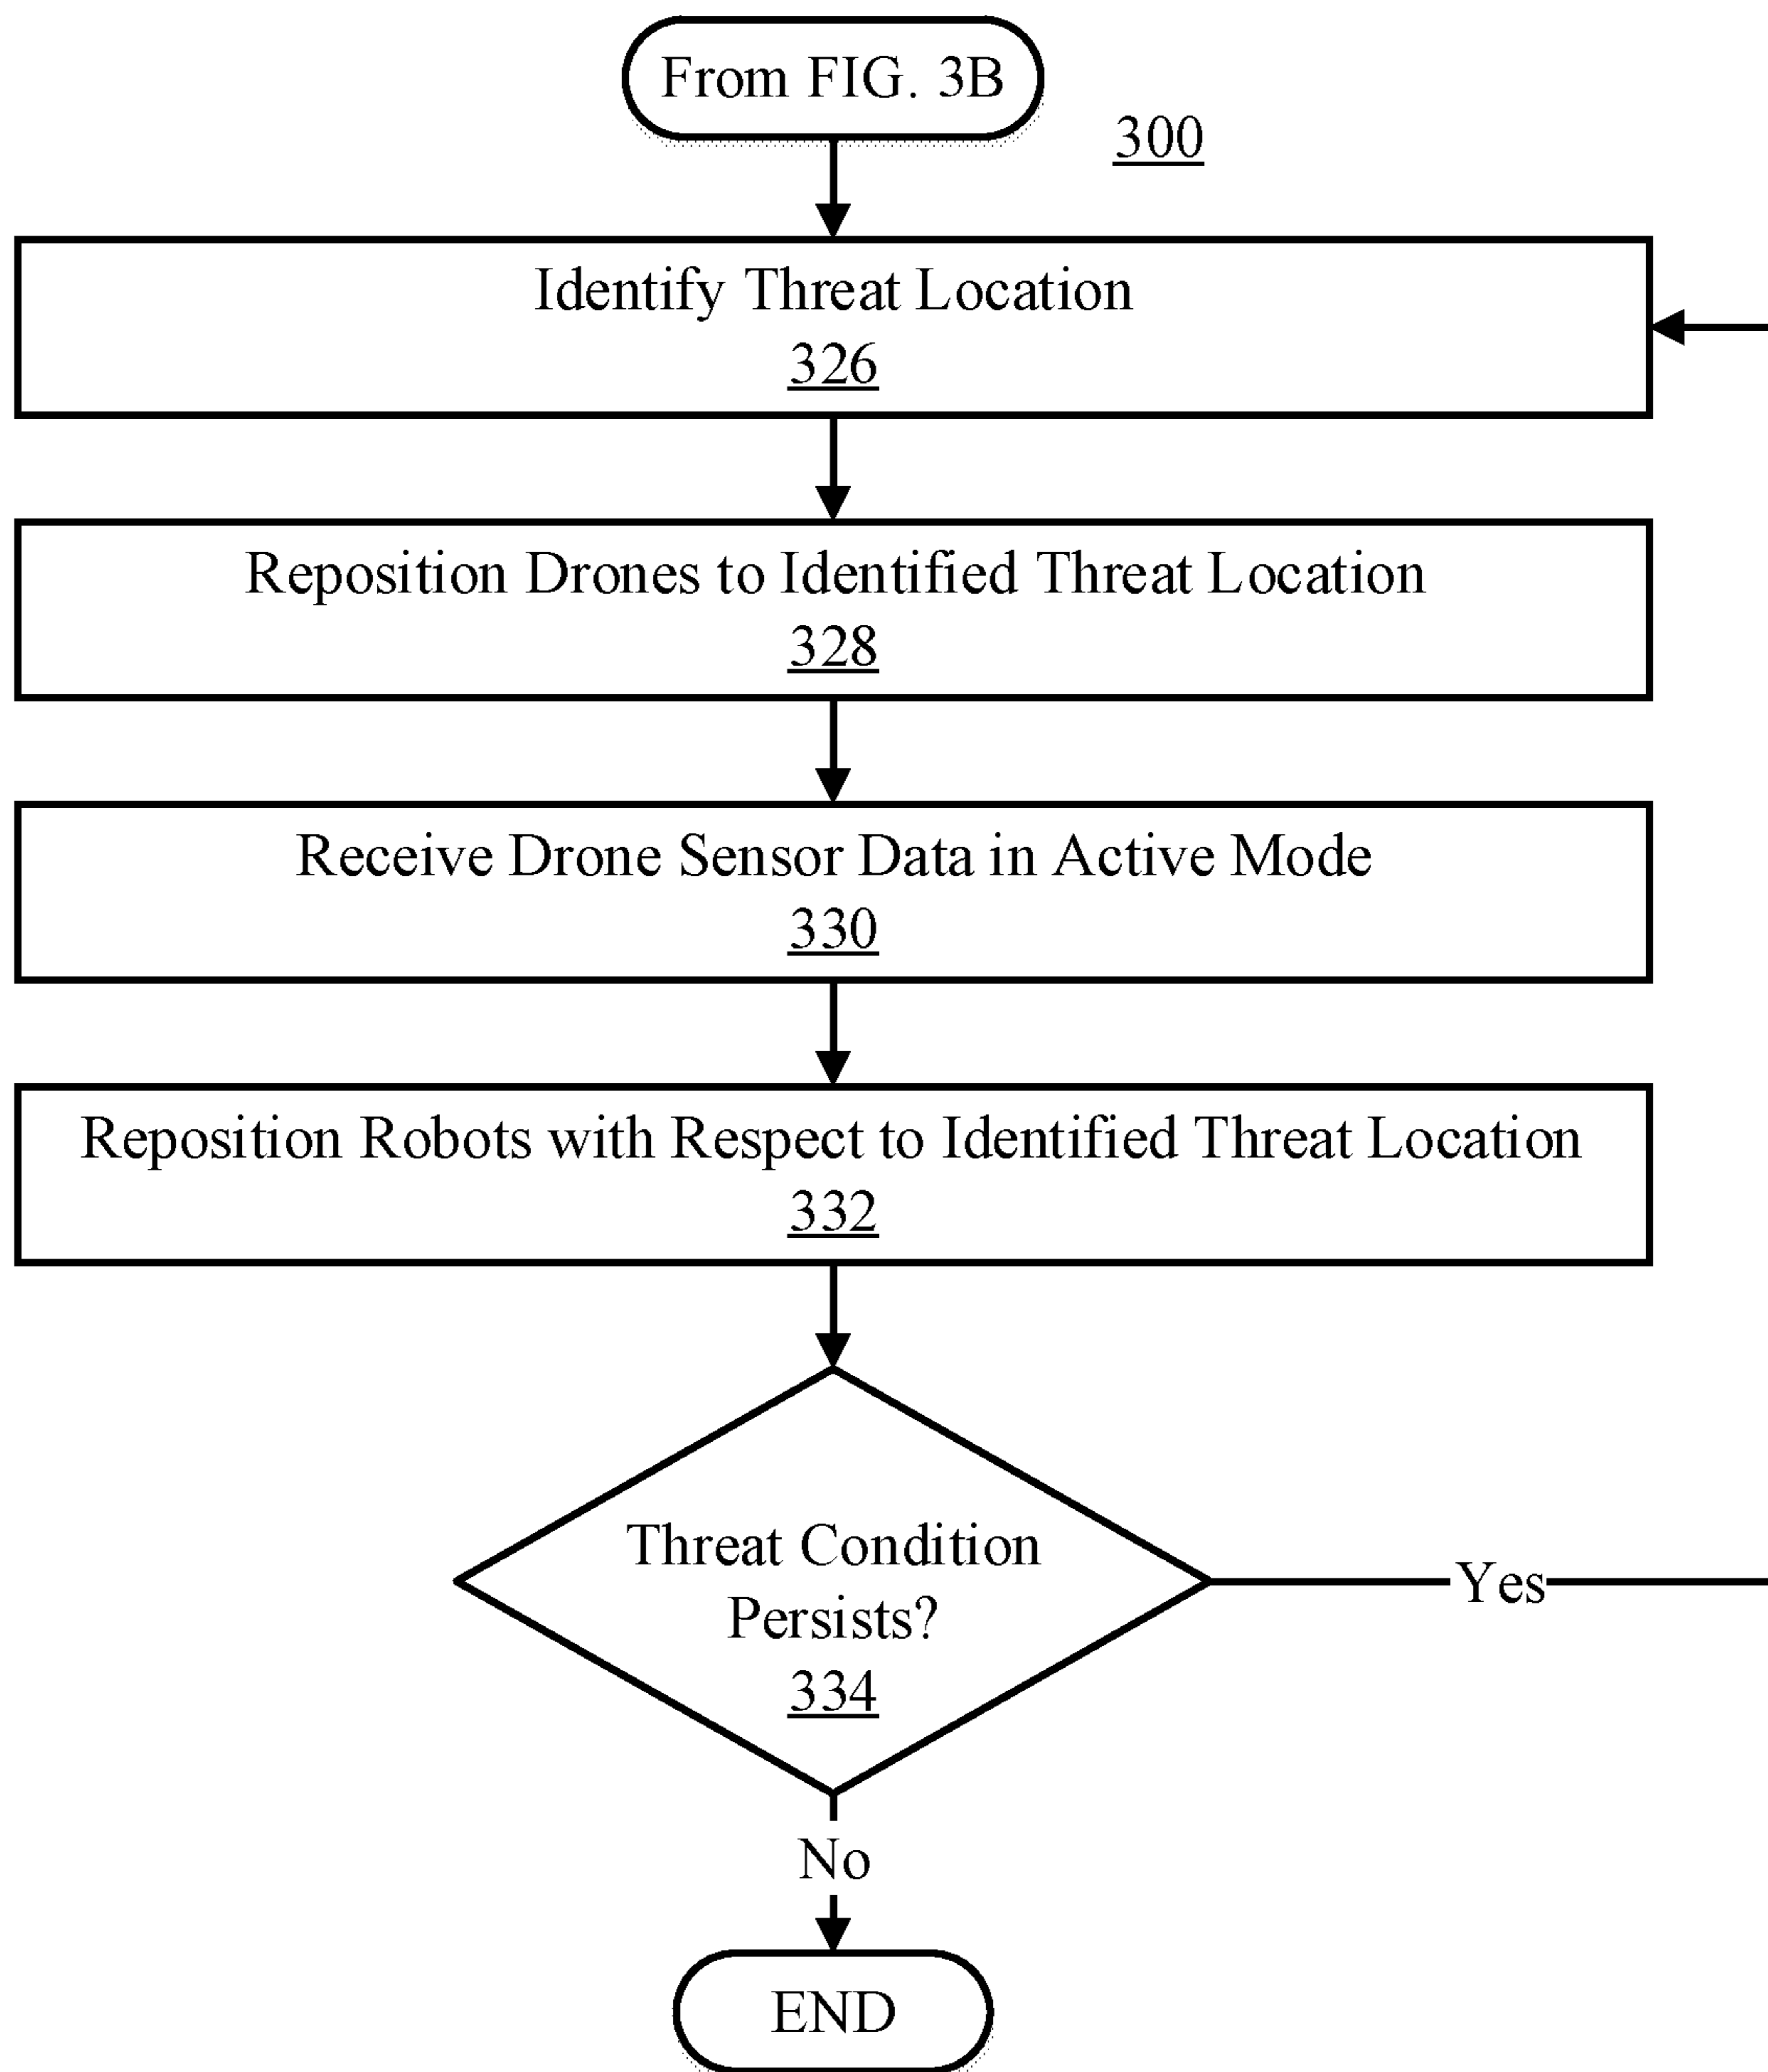 From FIG. 3B
300
Identify Threat Location
326
Reposition Drones to Identified Threat Location
328
Receive Drone Sensor Data in Active Mode
330
Reposition Robots with Respect to Identified Threat Location
332
Threat Condition
Persists?
334
Yes
No
END